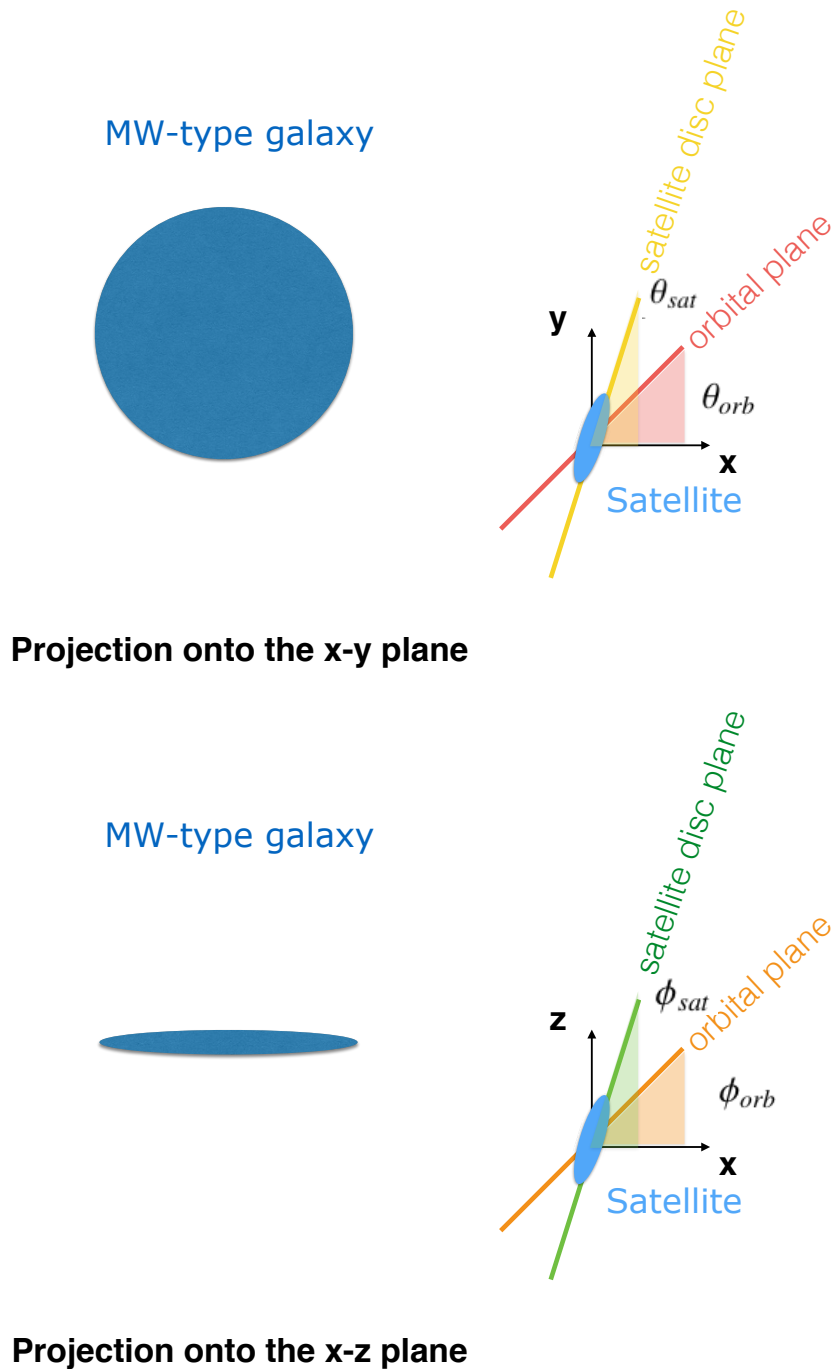 MW-type galaxy
satellite disc plane
orbital plane
θsat
y
θorb
x
Satellite
Projection onto the x-y plane
MW-type galaxy
satellite disc plane
orbital plane
ϕsat
z
ϕorb
x
Satellite
Projection onto the x-z plane